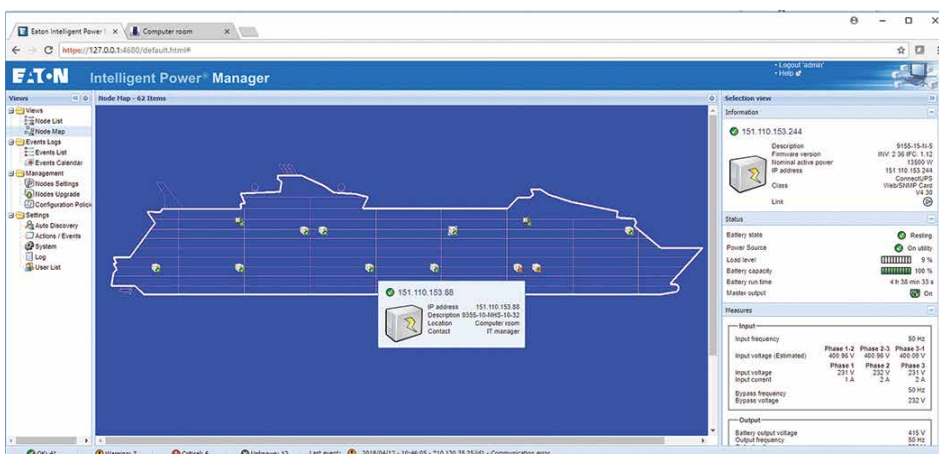 Eaton Intelligent Power
Computer room
https://127.0.0.1:4680/default.html#
EATON Intelligent Power® Manager
Logout 'admin'
Help
Views
Node Map - 62 Items
Selection view
Views
Node List
Node Map
Events Logs
Events List
Events Calendar
Management
Nodes Settings
Nodes Upgrade
Configuration Polici
Settings
Auto Discovery
Actions / Events
System
Log
User List
151.110.153.88
IP address 151.110.153.88
Description 9355-10-NHS-10-32
Location Computer room
Contact IT manager
Information
151.110.153.244
Description 9155-15-N-5
Firmware version INV: 2.36 IFC: 1.12
Nominal active power 13500 W
IP address 151.110.153.244
Class ConnectUPS Web/SNMP Card V4.30
Link
Status
Battery state Resting
Power Source On utility
Load level 9 %
Battery capacity 100 %
Battery run time 4 h 38 min 33 s
Master output On
Measures
Input
Input frequency 50 Hz
Phase 1-2 Phase 2-3 Phase 3-1
Input voltage (Estimated) 400.96 V 400.96 V 400.09 V
Phase 1 Phase 2 Phase 3
Input voltage 231 V 232 V 231 V
Input current 1 A 2 A 2 A
Bypass frequency 50 Hz
Bypass voltage 232 V
Output
Battery output voltage 415 V
Output frequency 50 Hz
OK: 41 Warning: 2 Critical: 6 Unknown: 12 Last event: 2018/04/12 - 10:46:05 - Communication error